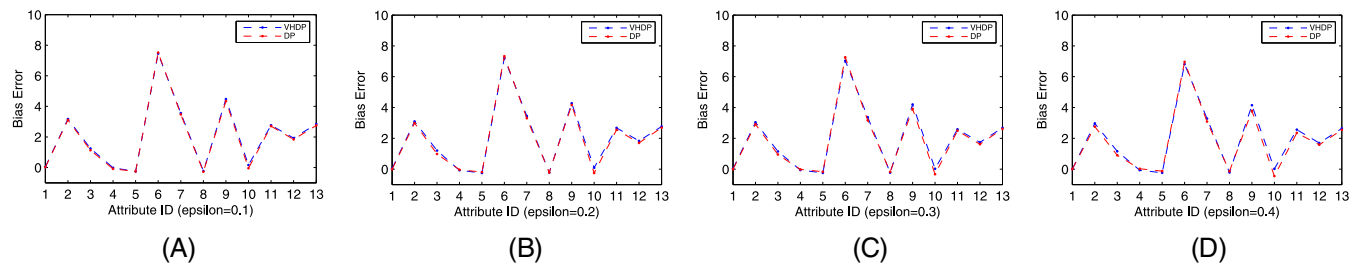 10
8
6
4
2
0
Bias Error
1 2 3 4 5 6 7 8 9 10 11 12 13
Attribute ID (epsilon=0.1)
VHDP
DP
(A)
10
8
6
4
2
0
Bias Error
1 2 3 4 5 6 7 8 9 10 11 12 13
Attribute ID (epsilon=0.2)
VHDP
DP
(B)
10
8
6
4
2
0
Bias Error
1 2 3 4 5 6 7 8 9 10 11 12 13
Attribute ID (epsilon=0.3)
VHDP
DP
(C)
10
8
6
4
2
0
Bias Error
1 2 3 4 5 6 7 8 9 10 11 12 13
Attribute ID (epsilon=0.4)
VHDP
DP
(D)